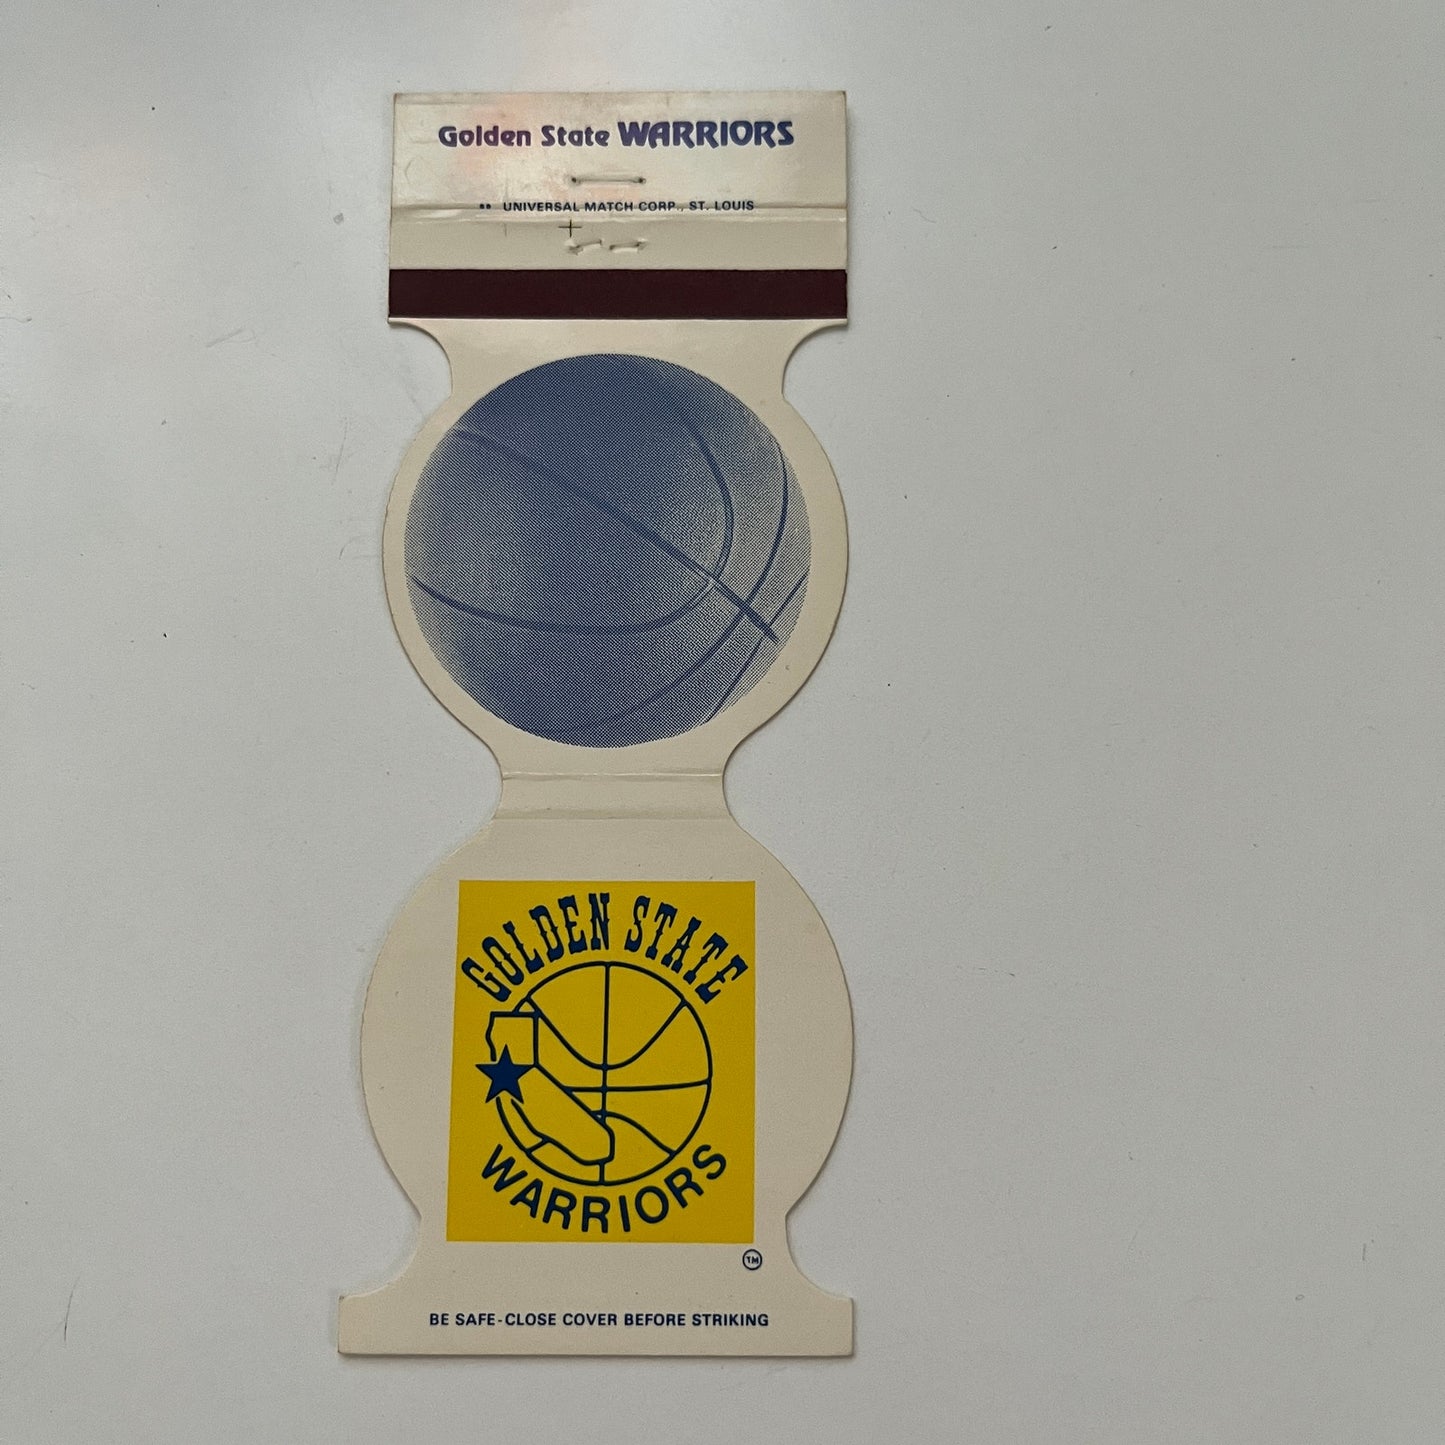 Golden State WARRIORS
•• UNIVERSAL MATCH CORP., ST. LOUIS
GOLDEN STATE
WARRIORS
TM
BE SAFE-CLOSE COVER BEFORE STRIKING